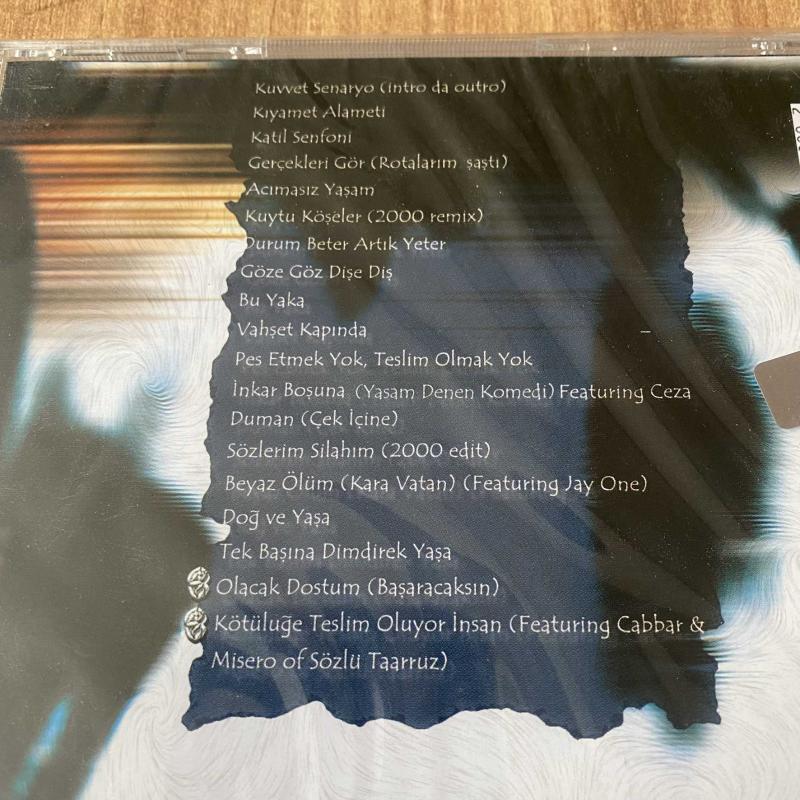 Kuvvet Senaryo (intro da outro)
Kıyamet Alameti
Katil Senfoni
Gerçekleri Gör (Rotalarım şaştı)
Acımasız Yaşam
Kuytu Köşeler (2000 remix)
Durum Beter Artık Yeter
Göze Göz Dişe Diş
Bu Yaka
Vahşet Kapında
Pes Etmek Yok, Teslim Olmak Yok
İnkar Boşuna (Yaşam Denen Komedi) Featuring Ceza
Duman (Çek İçine)
Sözlerim Silahım (2000 edit)
Beyaz Ölüm (Kara Vatan) (Featuring Jay One)
Doğ ve Yaşa
Tek Başına Dimdirek Yaşa
Olacak Dostum (Başaracaksın)
Kötülüğe Teslim Oluyor İnsan (Featuring Cabbar &
Misero of Sözlü Taarruz)